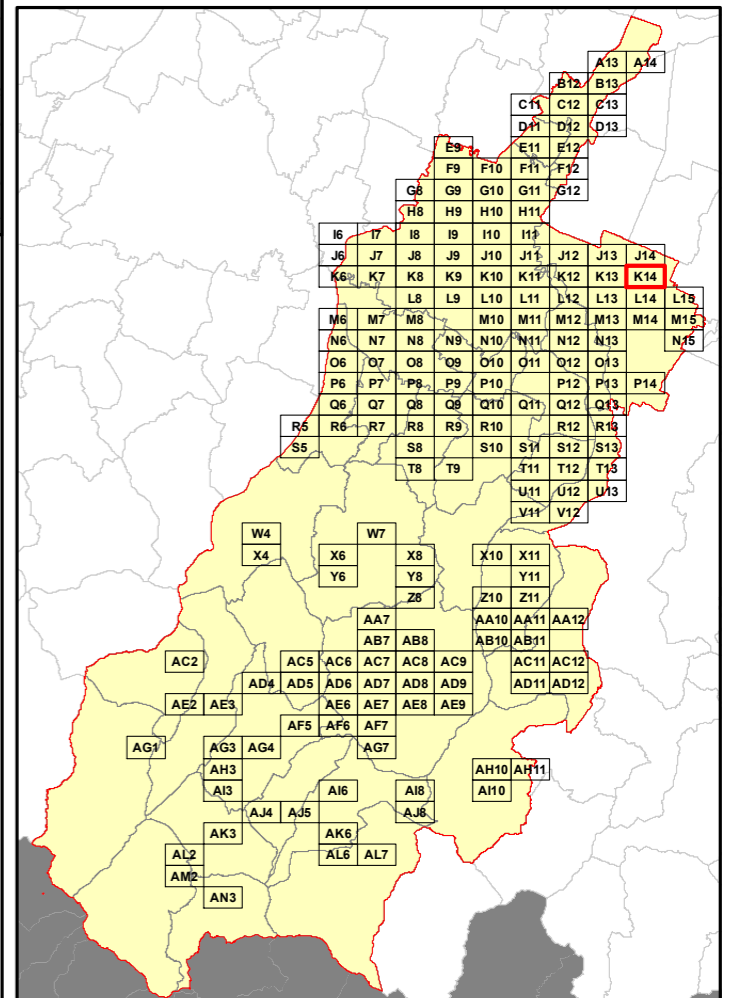 A13 A14
B12 B13
C11 C12 C13
D11 D12 D13
E9 E11 E12
F9 F10 F11 F12
G8 G9 G10 G11 G12
H8 H9 H10 H11
I6 I7 I8 I9 I10 I11
J6 J7 J8 J9 J10 J11 J12 J13 J14
K6 K7 K8 K9 K10 K11 K12 K13 K14
L8 L9 L10 L11 L12 L13 L14 L15
M6 M7 M8 M10 M11 M12 M13 M14 M15
N6 N7 N8 N9 N10 N11 N12 N13 N15
O6 O7 O8 O9 O10 O11 O12 O13
P6 P7 P8 P9 P10 P12 P13 P14
Q6 Q7 Q8 Q9 Q10 Q11 Q12 Q13
R5 R6 R7 R8 R9 R10 R12 R13
S5 S8 S10 S11 S12 S13
T8 T9 T11 T12 T13
U11 U12 U13
V11 V12
W4 W7
X4 X6 X8 X10 X11
Y6 Y8 Y11
Z8 Z10 Z11
AA7 AA10 AA11 AA12
AB7 AB8 AB10 AB11
AC2 AC5 AC6 AC7 AC8 AC9 AC11 AC12
AD4 AD5 AD6 AD7 AD8 AD9 AD11 AD12
AE2 AE3 AE6 AE7 AE8 AE9
AF5 AF6 AF7
AG1 AG3 AG4 AG7
AH3 AH10 AH11
AI3 AI6 AI8 AI10
AJ4 AJ5 AJ8
AK3 AK6
AL2 AL6 AL7
AM2
AN3